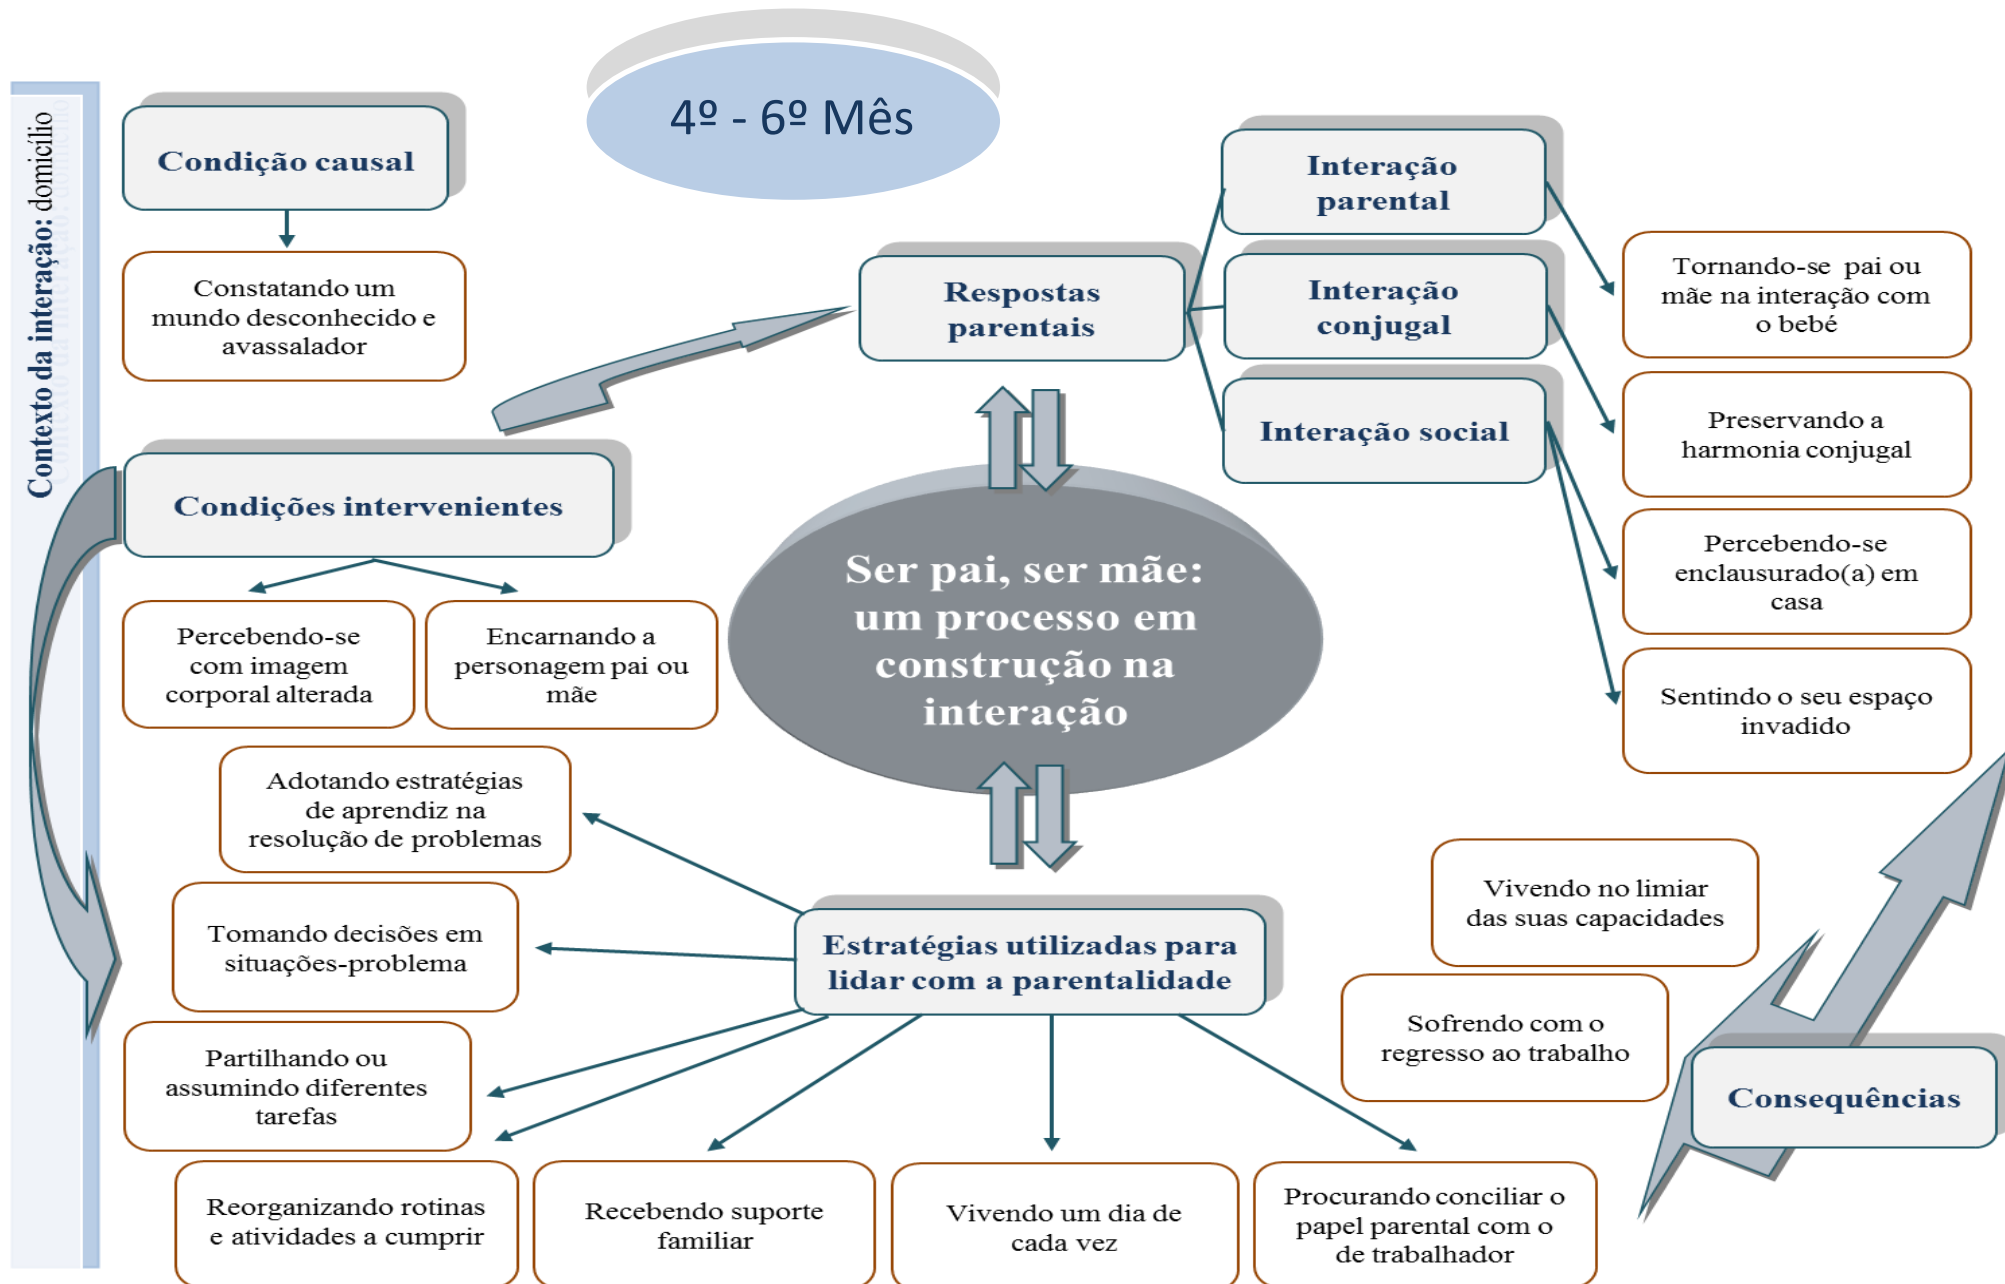 4º - 6º Mês
Contexto da interação: domicílio
Condição causal
Constatando um
mundo desconhecido e
avassalador
Condições intervenientes
Percebendo-se
com imagem
corporal alterada
Encarnando a
personagem pai ou
mãe
Respostas
parentais
Interação
parental
Interação
conjugal
Interação social
Tornando-se pai ou
mãe na interação com
o bebé
Preservando a
harmonia conjugal
Percebendo-se
enclausurado(a) em
casa
Sentindo o seu espaço
invadido
Ser pai, ser mãe:
um processo em
construção na
interação
Estratégias utilizadas para
lidar com a parentalidade
Adotando estratégias
de aprendiz na
resolução de problemas
Tomando decisões em
situações-problema
Partilhando ou
assumindo diferentes
tarefas
Reorganizando rotinas
e atividades a cumprir
Recebendo suporte
familiar
Vivendo um dia de
cada vez
Procurando conciliar o
papel parental com o
de trabalhador
Vivendo no limiar
das suas capacidades
Sofrendo com o
regresso ao trabalho
Consequências